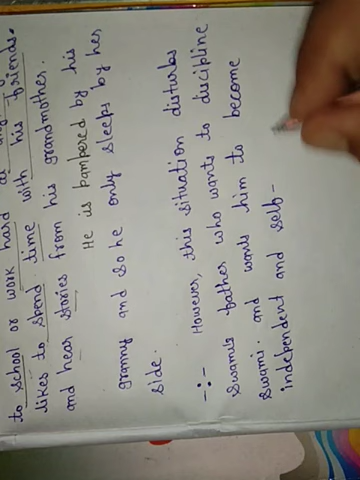 to school or work hard as
likes to spend time with his friends.
and hear stories from his grandmother.
He is pampered by his
granny and so he only sleeps by her
side.
-:- However, this situation disturbs
swamis father who wants to discipline
swami. and wants him to become
independent and self-